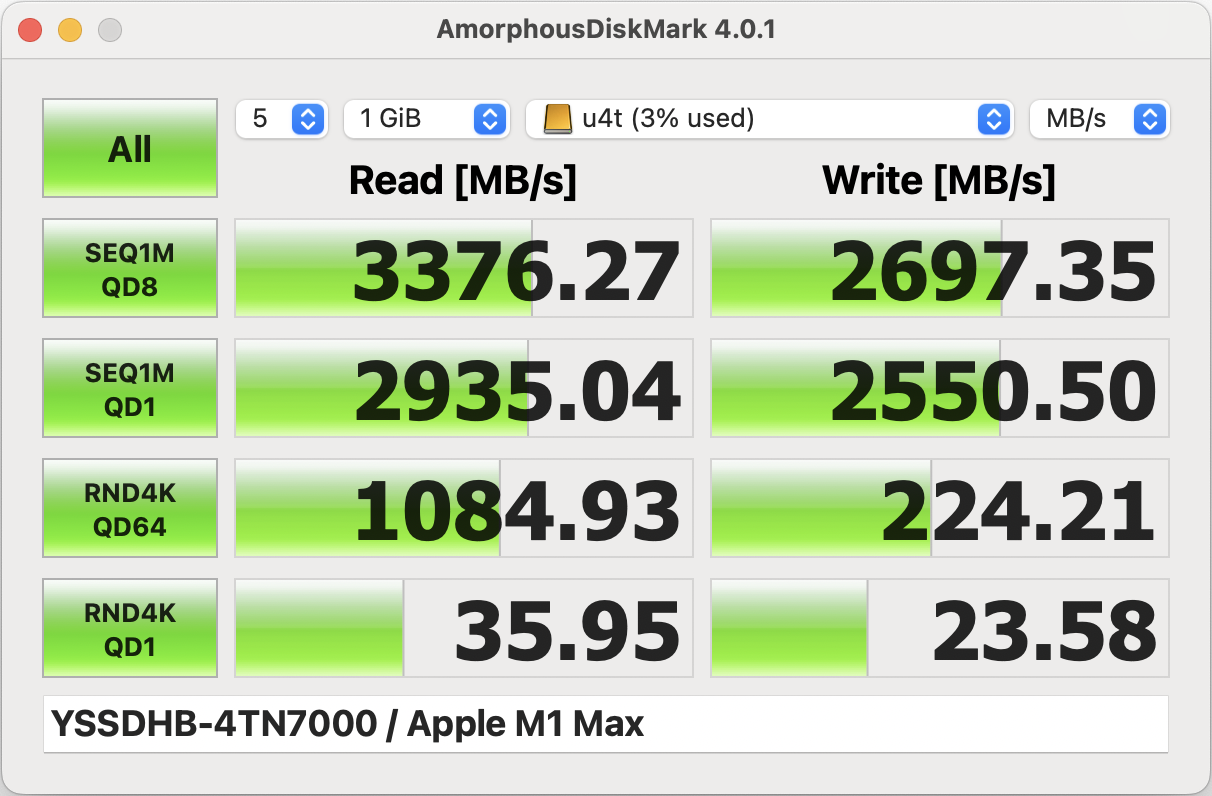 AmorphousDiskMark 4.0.1
All
5
1 GiB
u4t (3% used)
MB/s
Read [MB/s]
Write [MB/s]
SEQ1M
QD8
3376.27
2697.35
SEQ1M
QD1
2935.04
2550.50
RND4K
QD64
1084.93
224.21
RND4K
QD1
35.95
23.58
YSSDHB-4TN7000 / Apple M1 Max